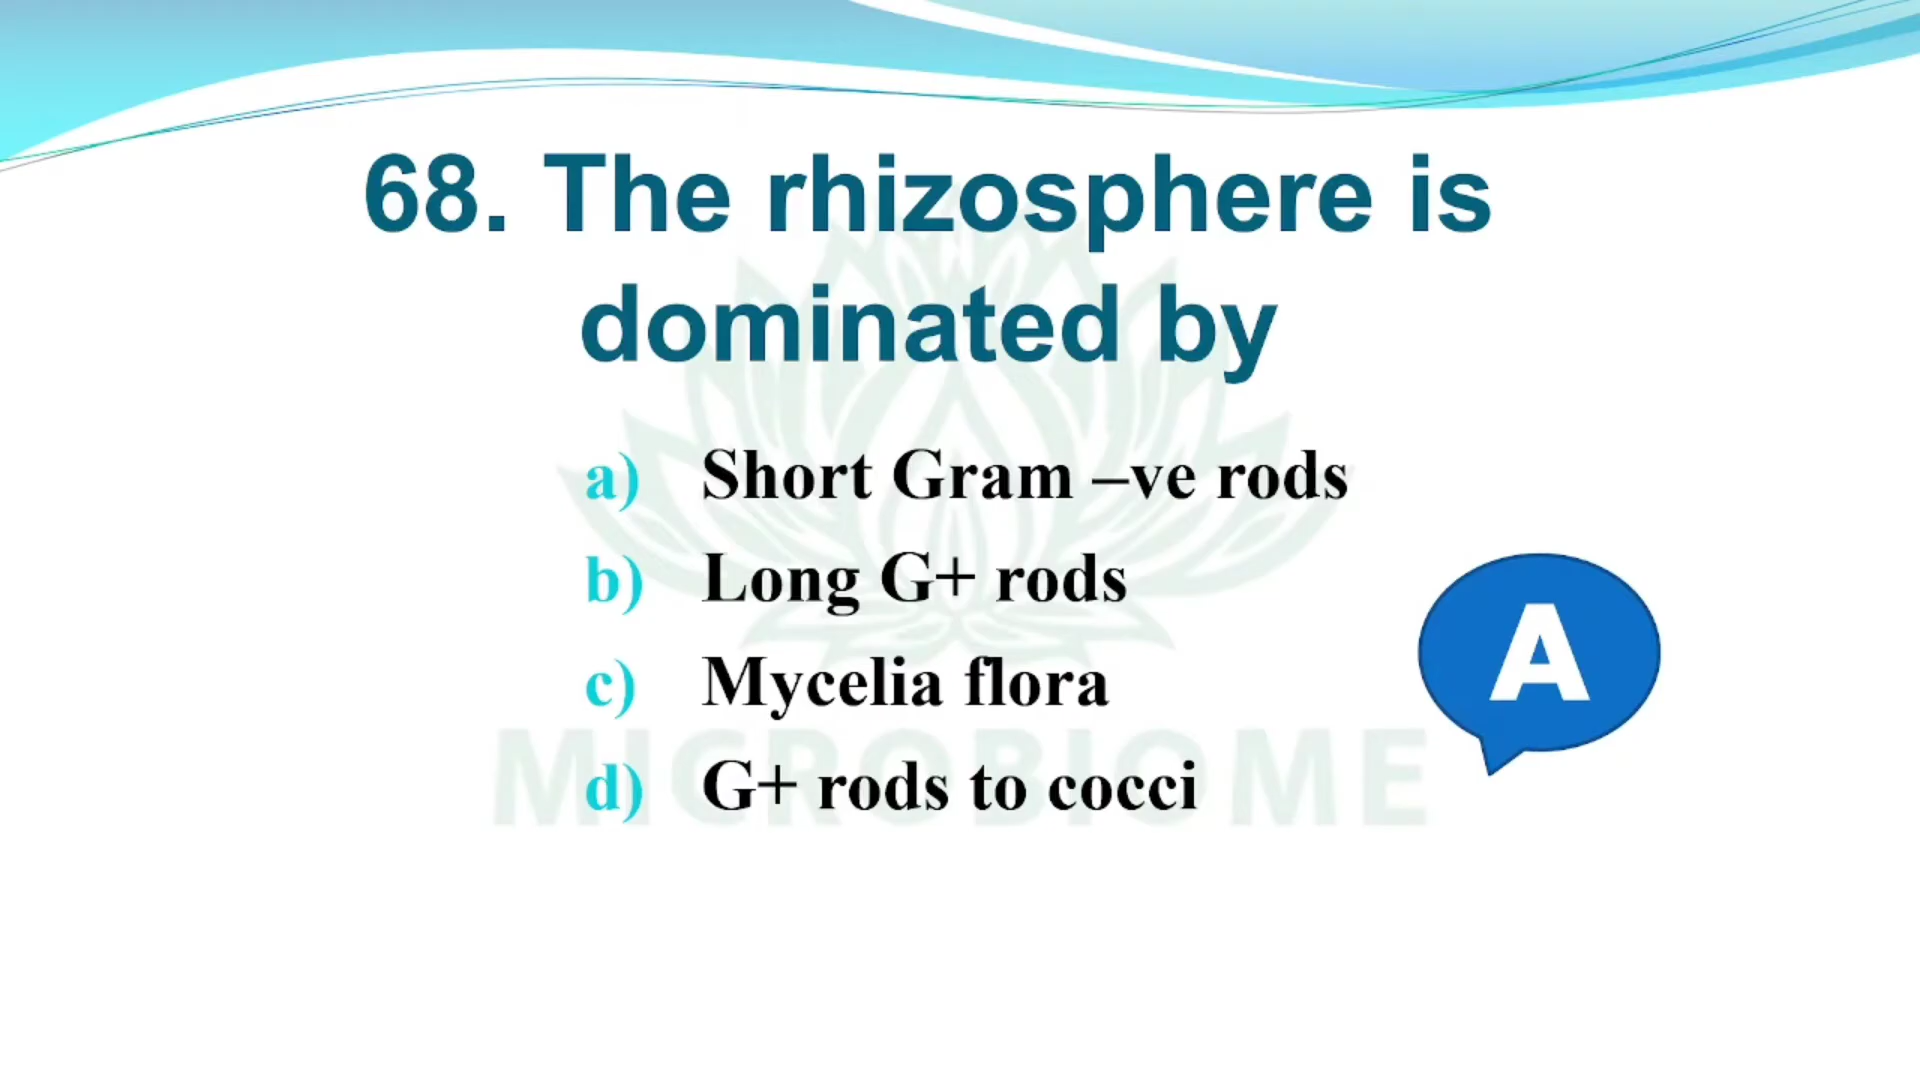 68. The rhizosphere is
dominated by
a) Short Gram –ve rods
b) Long G+ rods
c) Mycelia flora
d) G+ rods to cocci
A
MICROBIOME